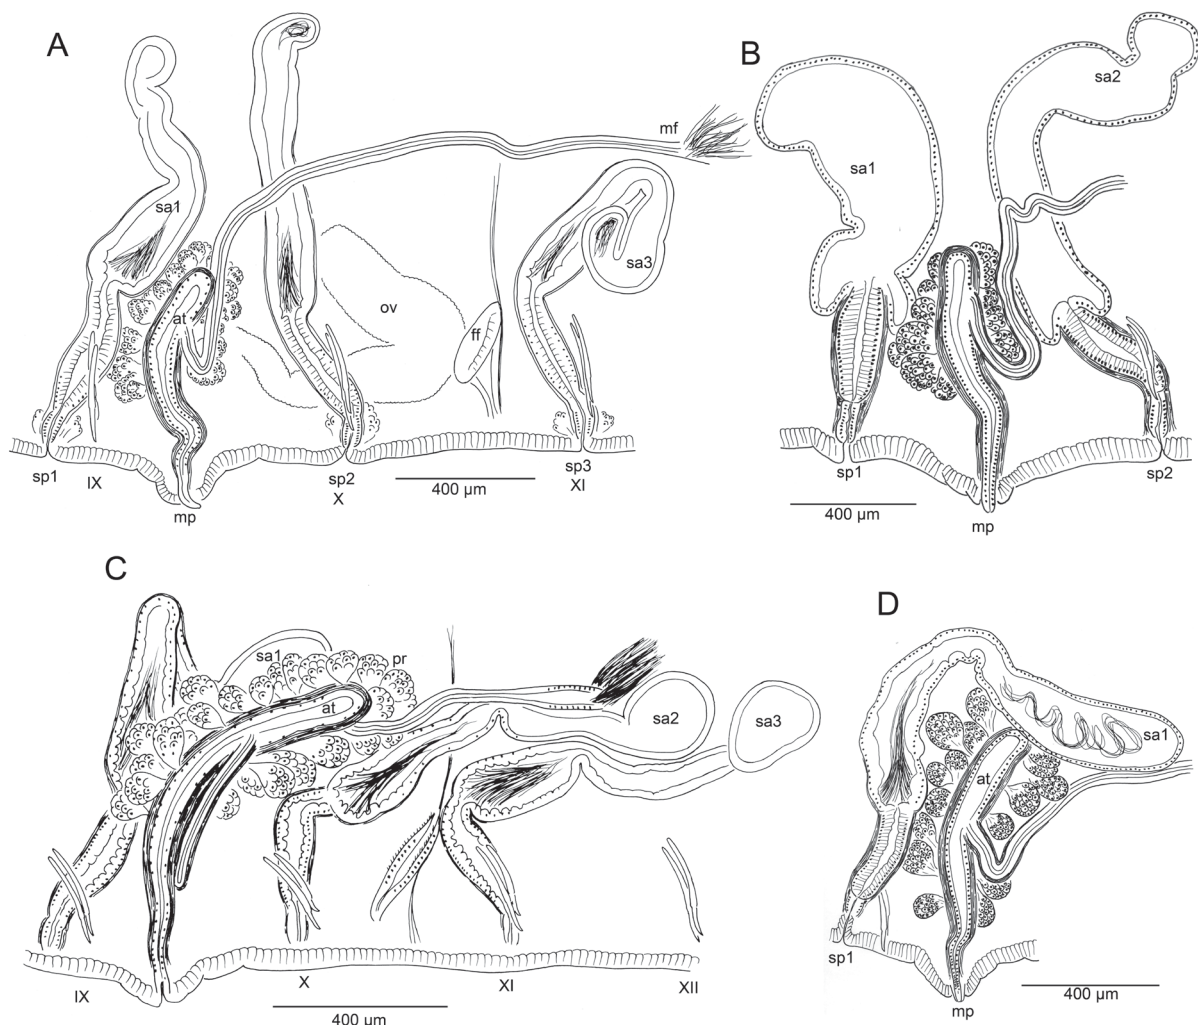 A
sa1
at
ov
ff
mf
sa3
sp1
IX
mp
sp2
X
400 µm
sp3
XI
B
sa1
sa2
sp1
mp
sp2
400 µm
C
sa1
pr
at
sa2
sa3
IX
X
XI
XII
400 µm
D
sa1
at
sp1
mp
400 µm